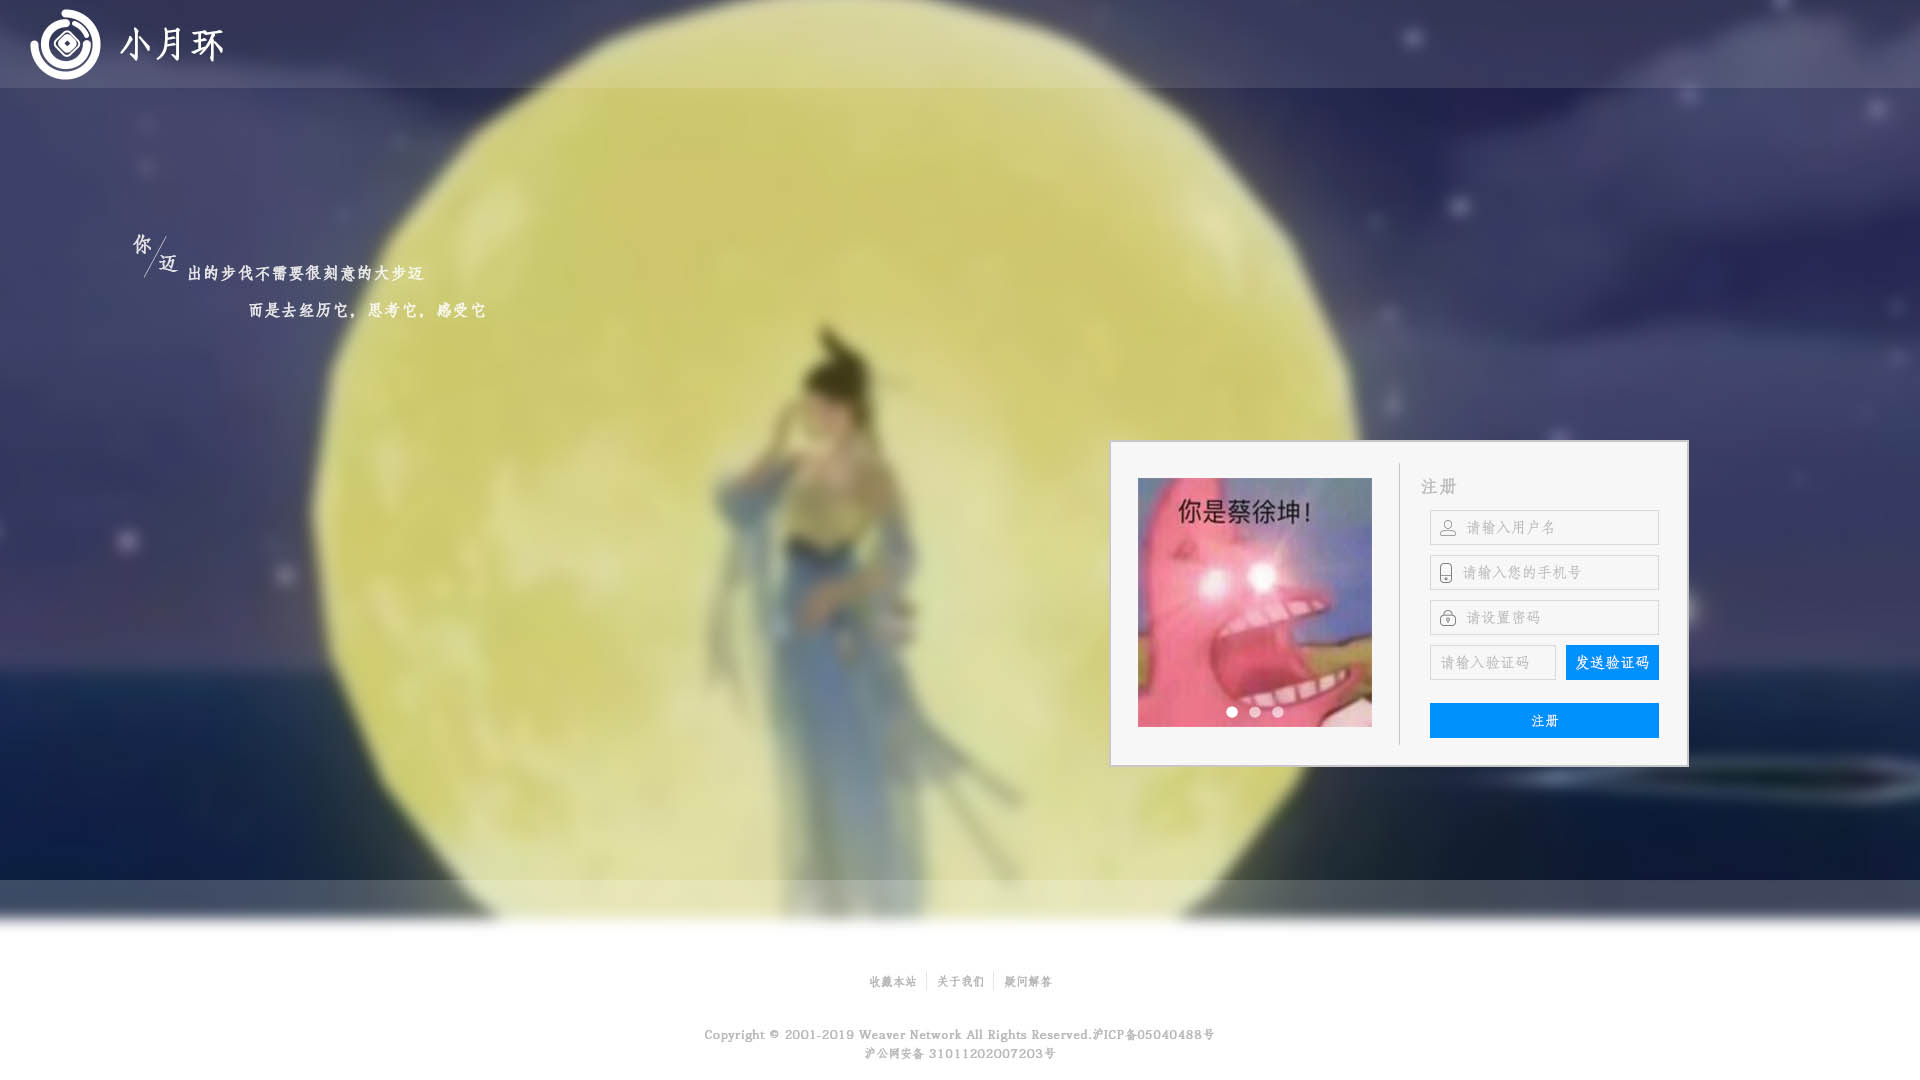 小月环
你
迈
出的步伐不需要很刻意的大步迈
而是去经历它，思考它，感受它
你是蔡徐坤！
注册
请输入用户名
请输入您的手机号
请设置密码
请输入验证码 发送验证码
注册
收藏本站 关于我们 疑问解答
Copyright © 2001-2019 Weaver Network All Rights Reserved.沪ICP备05040488号
沪公网安备 31011202007203号